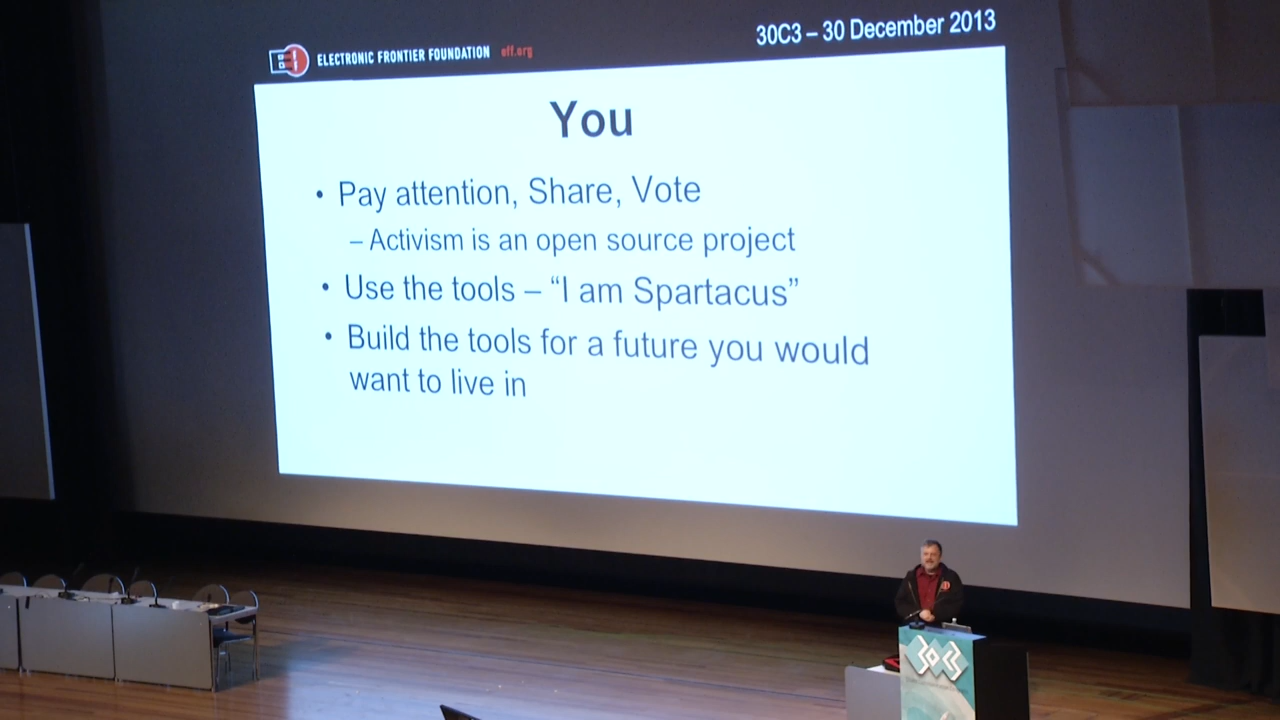 30C3 – 30 December 2013
ELECTRONIC FRONTIER FOUNDATION eff.org
You
• Pay attention, Share, Vote
– Activism is an open source project
• Use the tools – “I am Spartacus”
• Build the tools for a future you would
want to live in
30C3